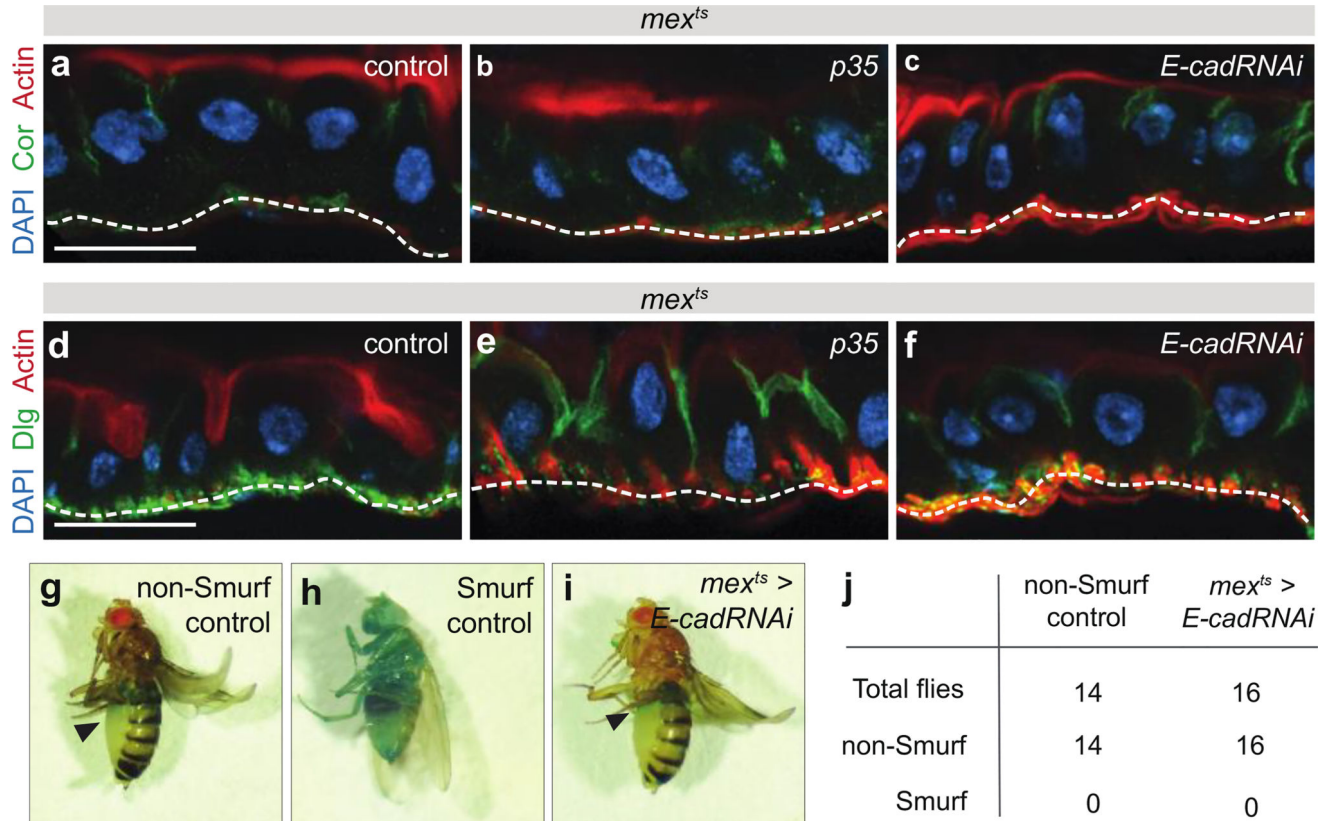 mexᵗˢ
DAPI Cor Actin
a
control
b
p35
c
E-cadRNAi
mexᵗˢ
DAPI Dlg Actin
d
control
e
p35
f
E-cadRNAi
g
non-Smurf
control
h
Smurf
control
i
mexᵗˢ >
E-cadRNAi
j
non-Smurf
control
mexᵗˢ >
E-cadRNAi
Total flies 14 16
non-Smurf 14 16
Smurf 0 0